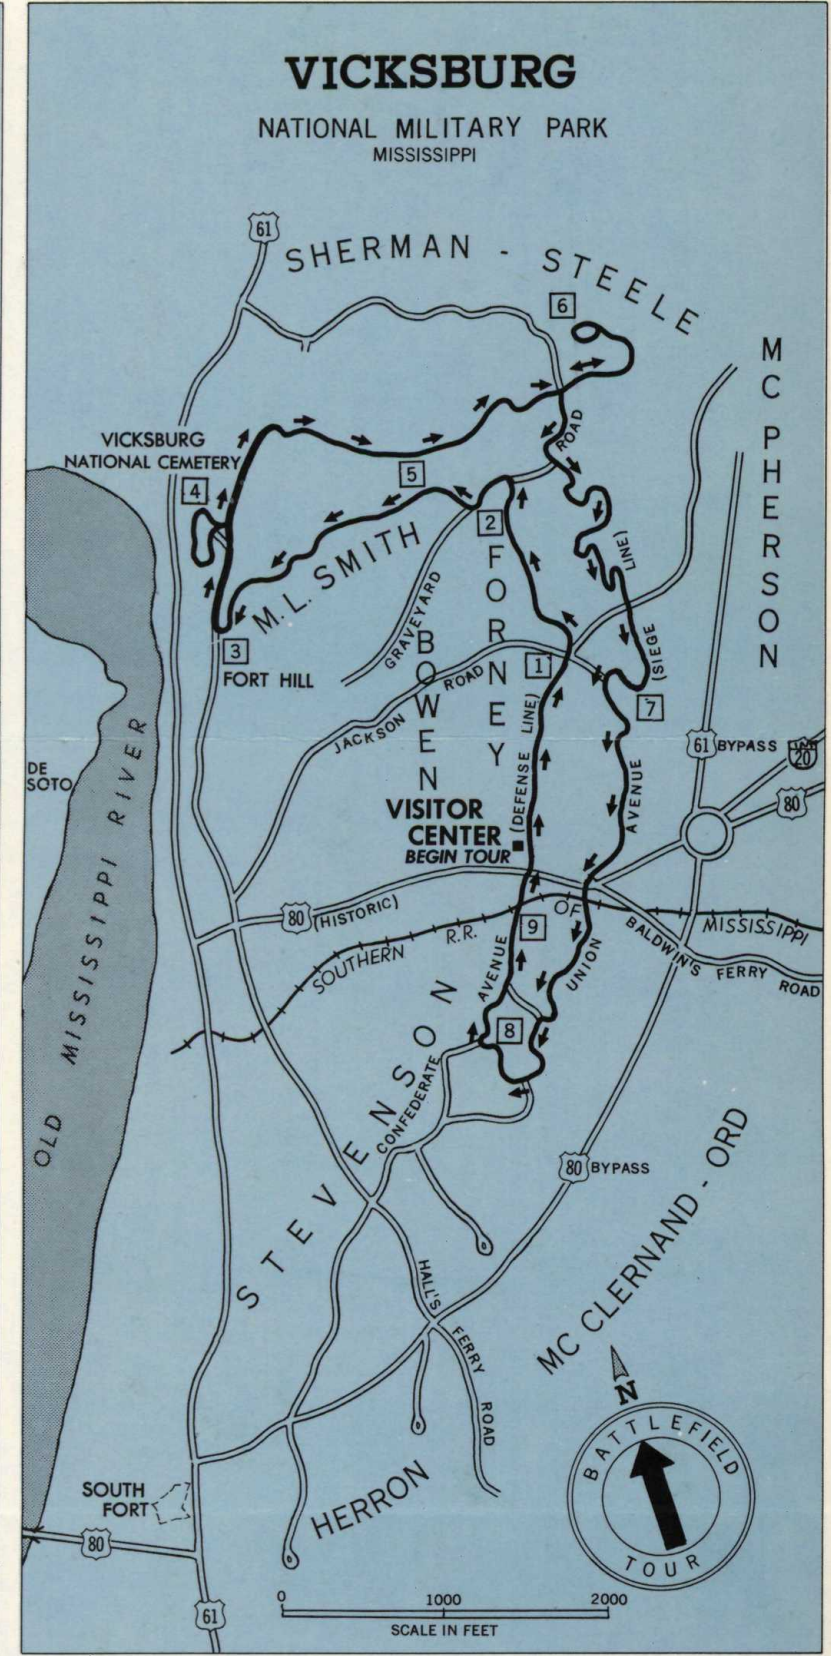 VICKSBURG
NATIONAL MILITARY PARK
MISSISSIPPI
61
SHERMAN - STEELE
6
MC PHERSON
ROAD
VICKSBURG
NATIONAL CEMETERY
4
5
2
M.L. SMITH
FORNEY
LINE)
GRAVEYARD
BOWEN
3
FORT HILL
1
(SIEGE
7
JACKSON ROAD
(DEFENSE LINE)
61 BYPASS
20
80
DE
SOTO
AVENUE
VISITOR
CENTER
BEGIN TOUR
OLD MISSISSIPPI RIVER
80 (HISTORIC)
OF
9
SOUTHERN R.R.
MISSISSIPPI
BALDWIN'S FERRY ROAD
AVENUE
UNION
8
STEVENSON
CONFEDERATE
80 BYPASS
MC CLERNAND - ORD
HALL'S FERRY ROAD
N
BATTLEFIELD
TOUR
HERRON
SOUTH
FORT
80
61
0 1000 2000
SCALE IN FEET